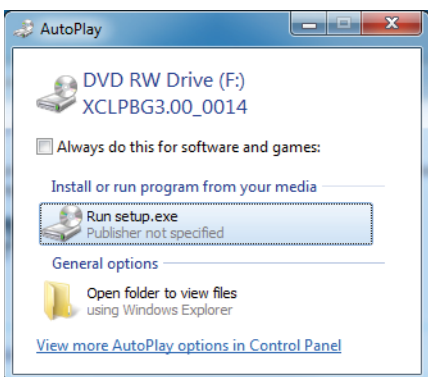 AutoPlay
DVD RW Drive (F:)
XCLPBG3.00_0014
Always do this for software and games:
Install or run program from your media
Run setup.exe
Publisher not specified
General options
Open folder to view files
using Windows Explorer
View more AutoPlay options in Control Panel